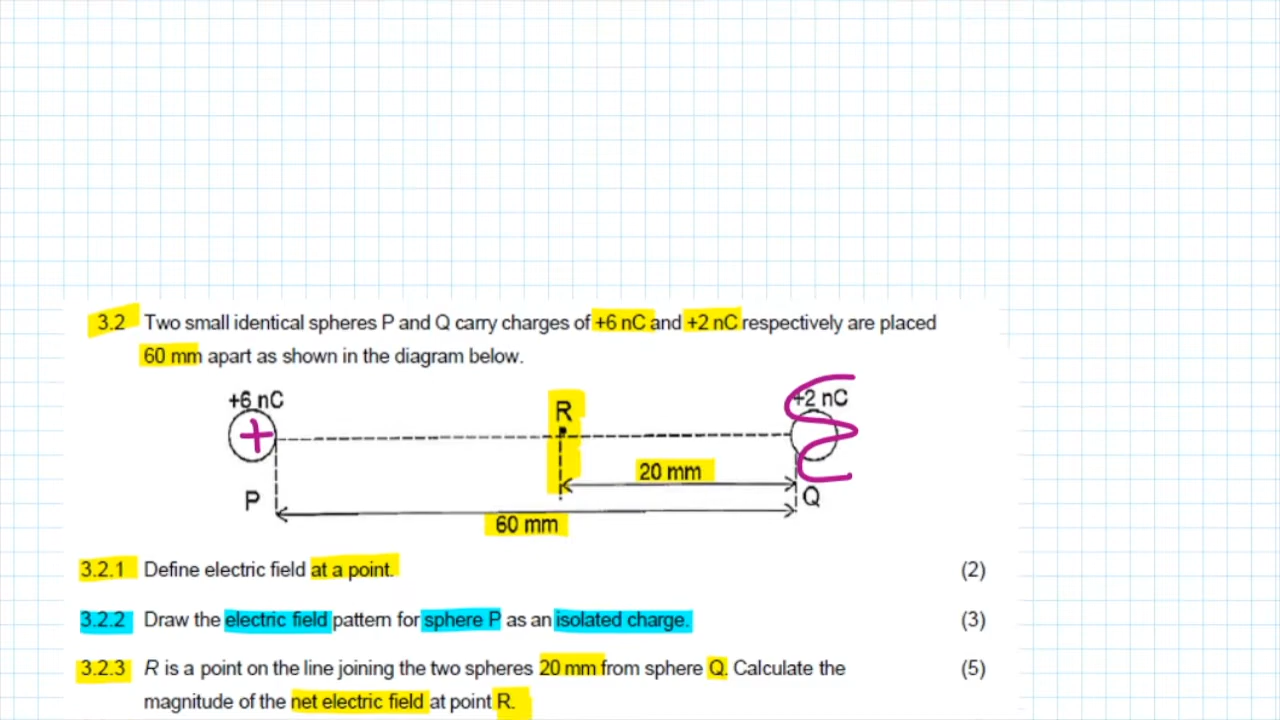 3.2 Two small identical spheres P and Q carry charges of +6 nC and +2 nC respectively are placed
60 mm apart as shown in the diagram below.
+6 nC R +2 nC
+
20 mm
P Q
60 mm
3.2.1 Define electric field at a point. (2)
3.2.2 Draw the electric field pattern for sphere P as an isolated charge. (3)
3.2.3 R is a point on the line joining the two spheres 20 mm from sphere Q. Calculate the (5)
magnitude of the net electric field at point R.